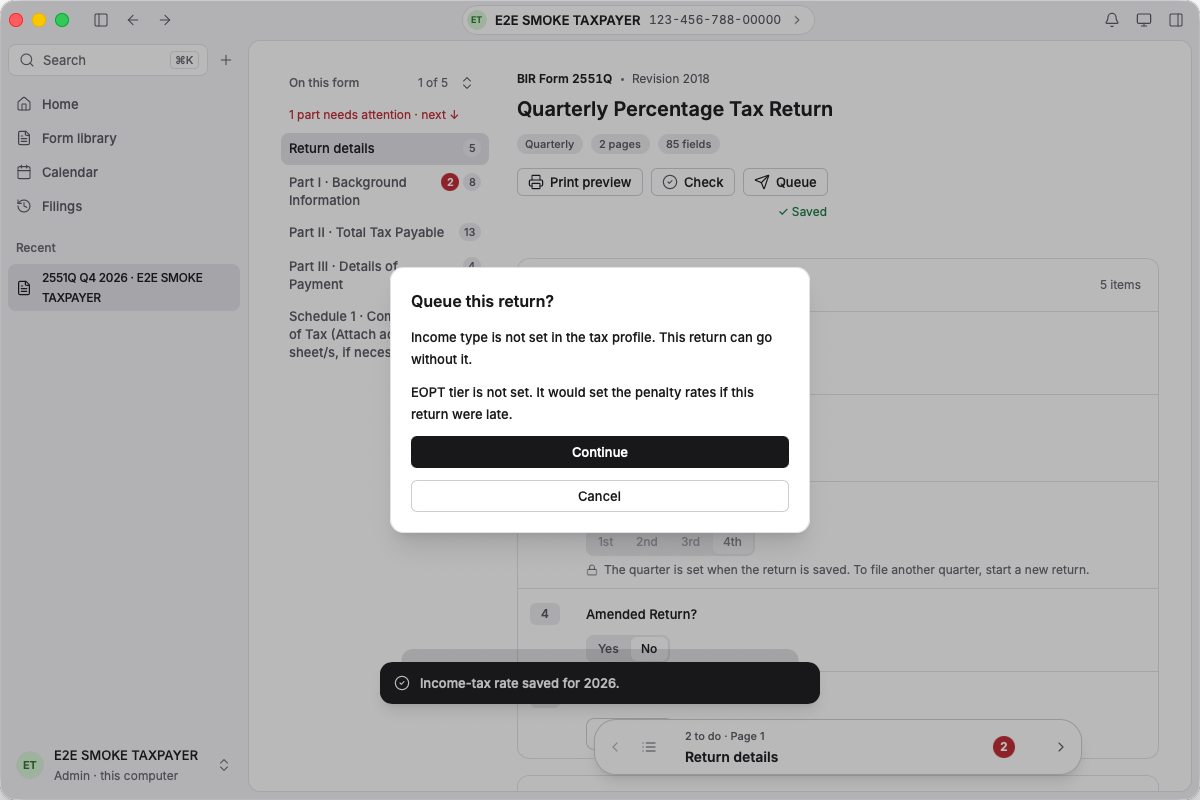 ET E2E SMOKE TAXPAYER 123-456-788-00000
Search ⌘K
Home
Form library
Calendar
Filings
Recent
2551Q Q4 2026 · E2E SMOKE
TAXPAYER
ET E2E SMOKE TAXPAYER
Admin · this computer
On this form 1 of 5
1 part needs attention · next ↓
Return details 5
Part I · Background 2 8
Information
Part II · Total Tax Payable 13
Part III · Details of 4
Payment
Schedule 1 ·
of Tax (Attach
sheet/s, if
BIR Form 2551Q • Revision 2018
Quarterly Percentage Tax Return
Quarterly 2 pages 85 fields
Print preview Check Queue
✓ Saved
5 items
Queue this return?
Income type is not set in the tax profile. This return can go
without it.
EOPT tier is not set. It would set the penalty rates if this
return were late.
Continue
Cancel
1st 2nd 3rd 4th
The quarter is set when the return is saved. To file another quarter, start a new return.
4 Amended Return?
Yes No
Income-tax rate saved for 2026.
2 to do · Page 1
Return details 2